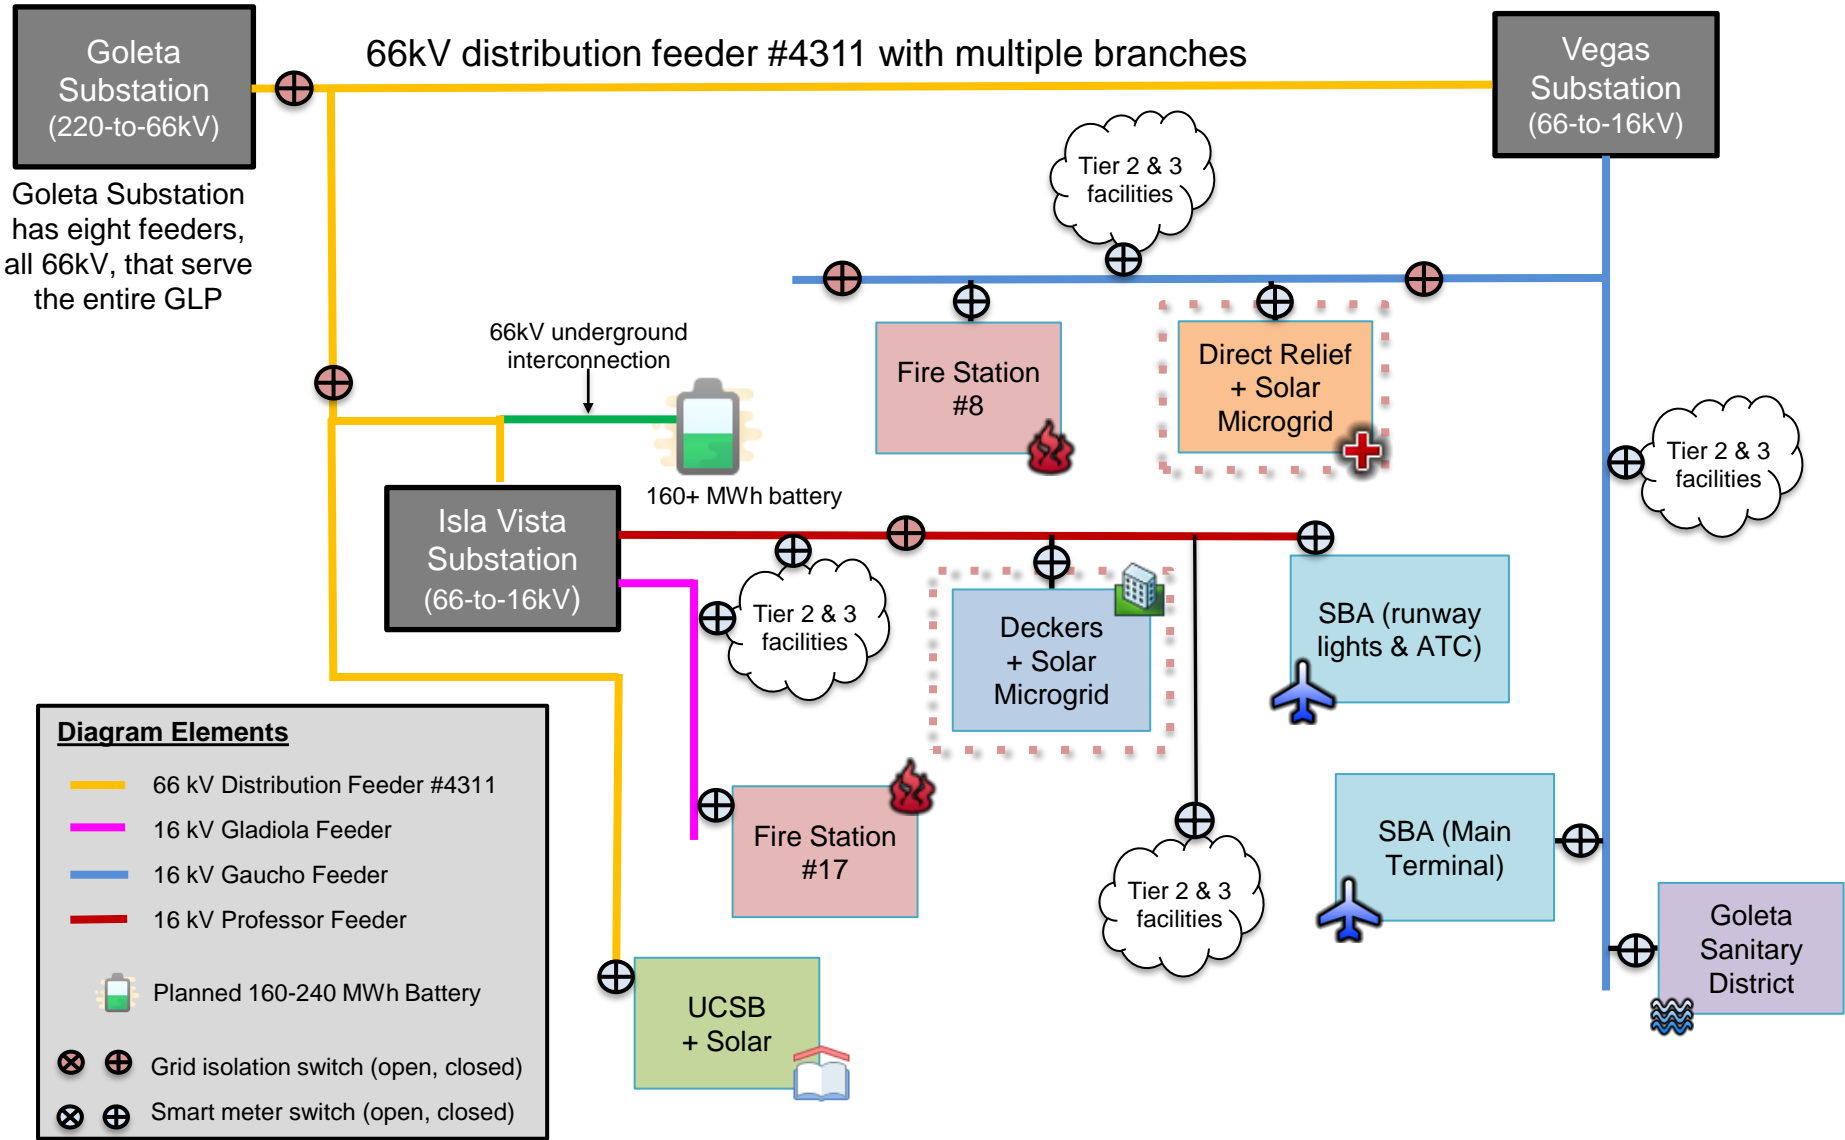 Goleta
Substation
(220-to-66kV)
66kV distribution feeder #4311 with multiple branches
Vegas
Substation
(66-to-16kV)
Goleta Substation
has eight feeders,
all 66kV, that serve
the entire GLP
Tier 2 & 3
facilities
66kV underground
interconnection
160+ MWh battery
Fire Station
#8
Direct Relief
+ Solar
Microgrid
Tier 2 & 3
facilities
Isla Vista
Substation
(66-to-16kV)
Tier 2 & 3
facilities
Deckers
+ Solar
Microgrid
SBA (runway
lights & ATC)
Fire Station
#17
Tier 2 & 3
facilities
SBA (Main
Terminal)
Goleta
Sanitary
District
UCSB
+ Solar
Diagram Elements
66 kV Distribution Feeder #4311
16 kV Gladiola Feeder
16 kV Gaucho Feeder
16 kV Professor Feeder
Planned 160-240 MWh Battery
Grid isolation switch (open, closed)
Smart meter switch (open, closed)